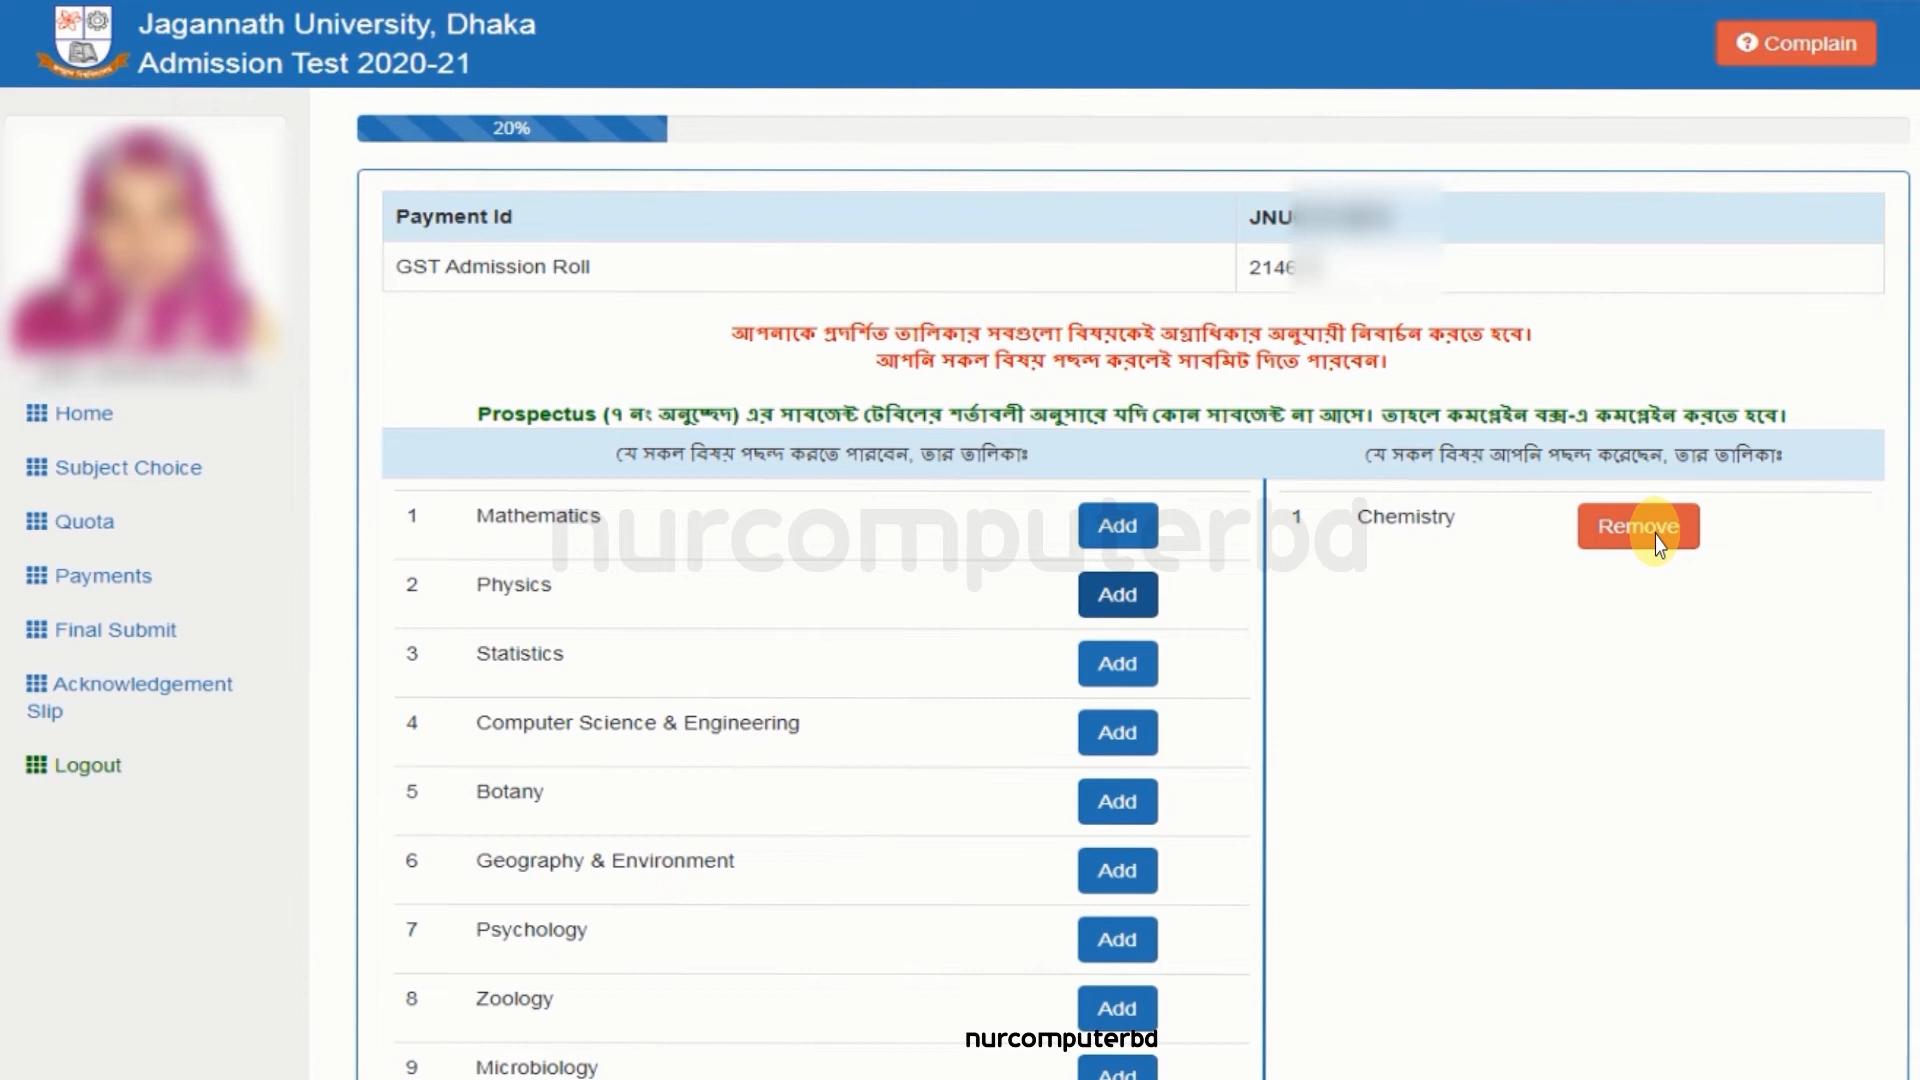 Jagannath University, Dhaka
Admission Test 2020-21
Complain
20%
Payment Id JNU
GST Admission Roll 2146
আপনাকে প্রদর্শিত তালিকার সবগুলো বিষয়কেই অগ্রাধিকার অনুযায়ী নিবার্চন করতে হবে।
আপনি সকল বিষয় পছন্দ করলেই সাবমিট দিতে পারবেন।
Prospectus (৭ নং অনুচ্ছেদ) এর সাবজেক্ট টেবিলের শর্তাবলী অনুসারে যদি কোন সাবজেক্ট না আসে। তাহলে কমপ্লেইন বক্স-এ কমপ্লেইন করতে হবে।
যে সকল বিষয় পছন্দ করতে পারবেন, তার তালিকাঃ
যে সকল বিষয় আপনি পছন্দ করেছেন, তার তালিকাঃ
Home
Subject Choice
Quota
Payments
Final Submit
Acknowledgement
Slip
Logout
1 Mathematics Add
2 Physics Add
3 Statistics Add
4 Computer Science & Engineering Add
5 Botany Add
6 Geography & Environment Add
7 Psychology Add
8 Zoology Add
9 Microbiology Add
1 Chemistry Remove
nurcomputerbd
nurcomputerbd